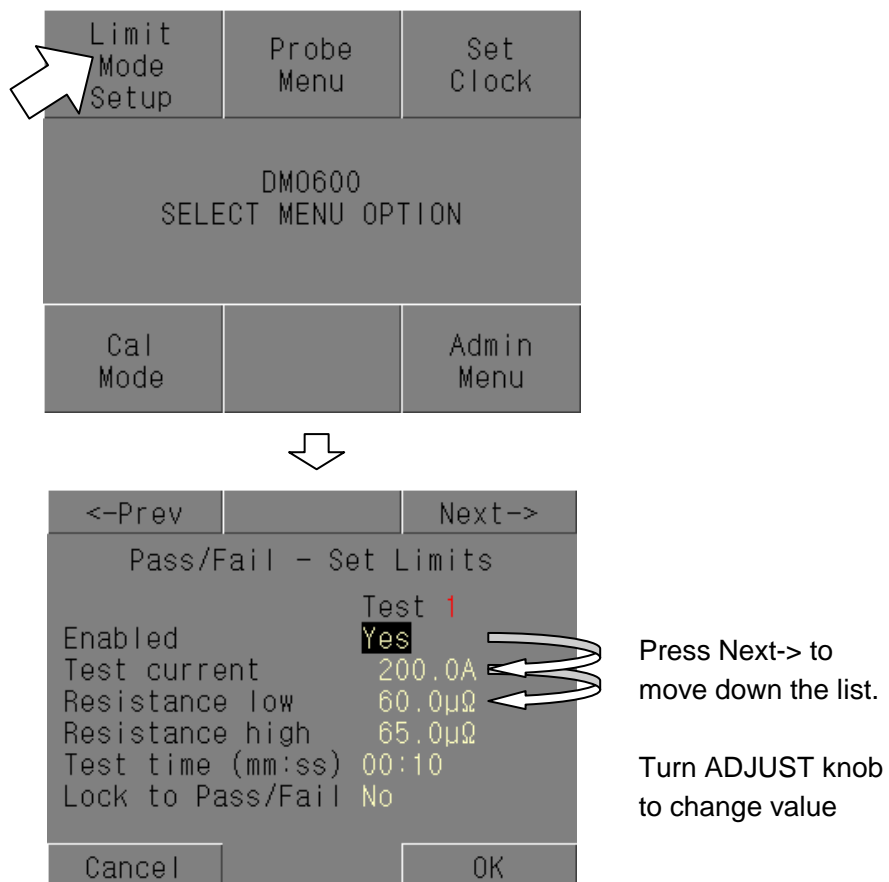 Limit Mode Setup
Probe Menu
Set Clock
DMO600
SELECT MENU OPTION
Cal Mode
Admin Menu
<-Prev
Next->
Pass/Fail - Set Limits
Test 1
Enabled Yes
Test current 200.0A
Resistance low 60.0µΩ
Resistance high 65.0µΩ
Test time (mm:ss) 00:10
Lock to Pass/Fail No
Cancel
OK
Press Next-> to
move down the list.
Turn ADJUST knob
to change value